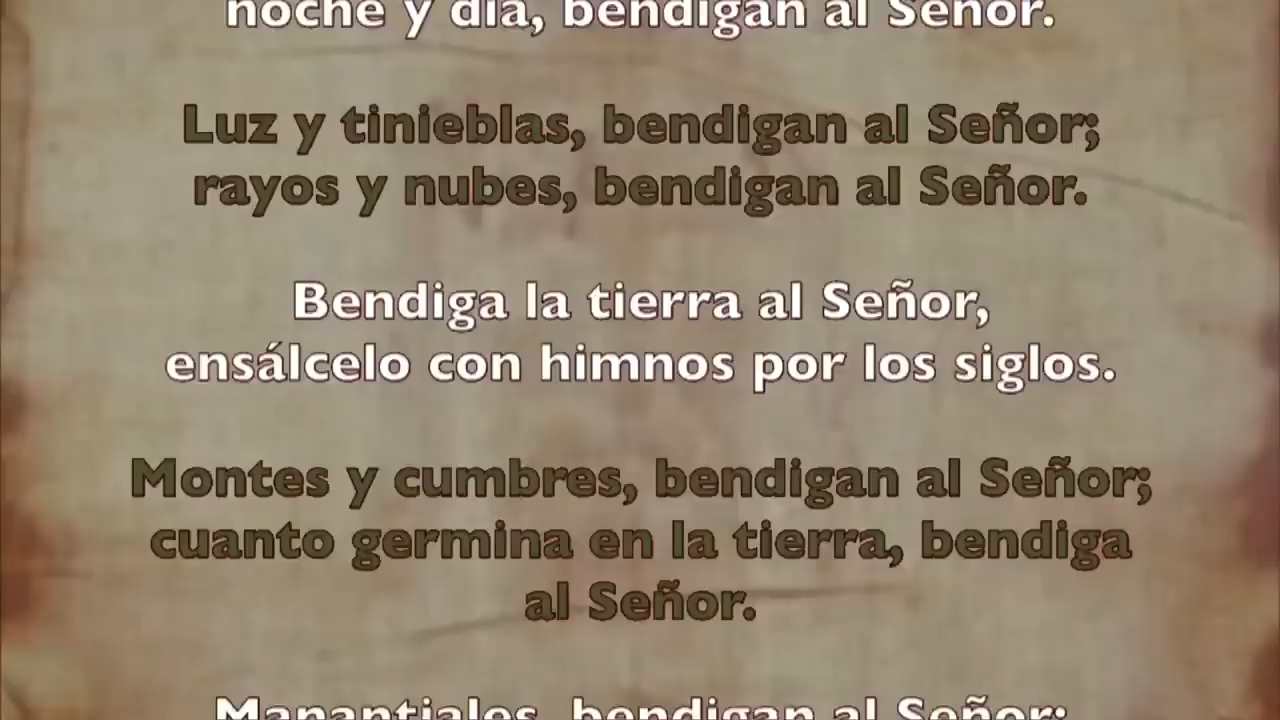 noche y día, bendigan al Señor.
Luz y tinieblas, bendigan al Señor;
rayos y nubes, bendigan al Señor.
Bendiga la tierra al Señor,
ensálcelo con himnos por los siglos.
Montes y cumbres, bendigan al Señor;
cuanto germina en la tierra, bendiga
al Señor.
Manantiales, bendigan al Señor;